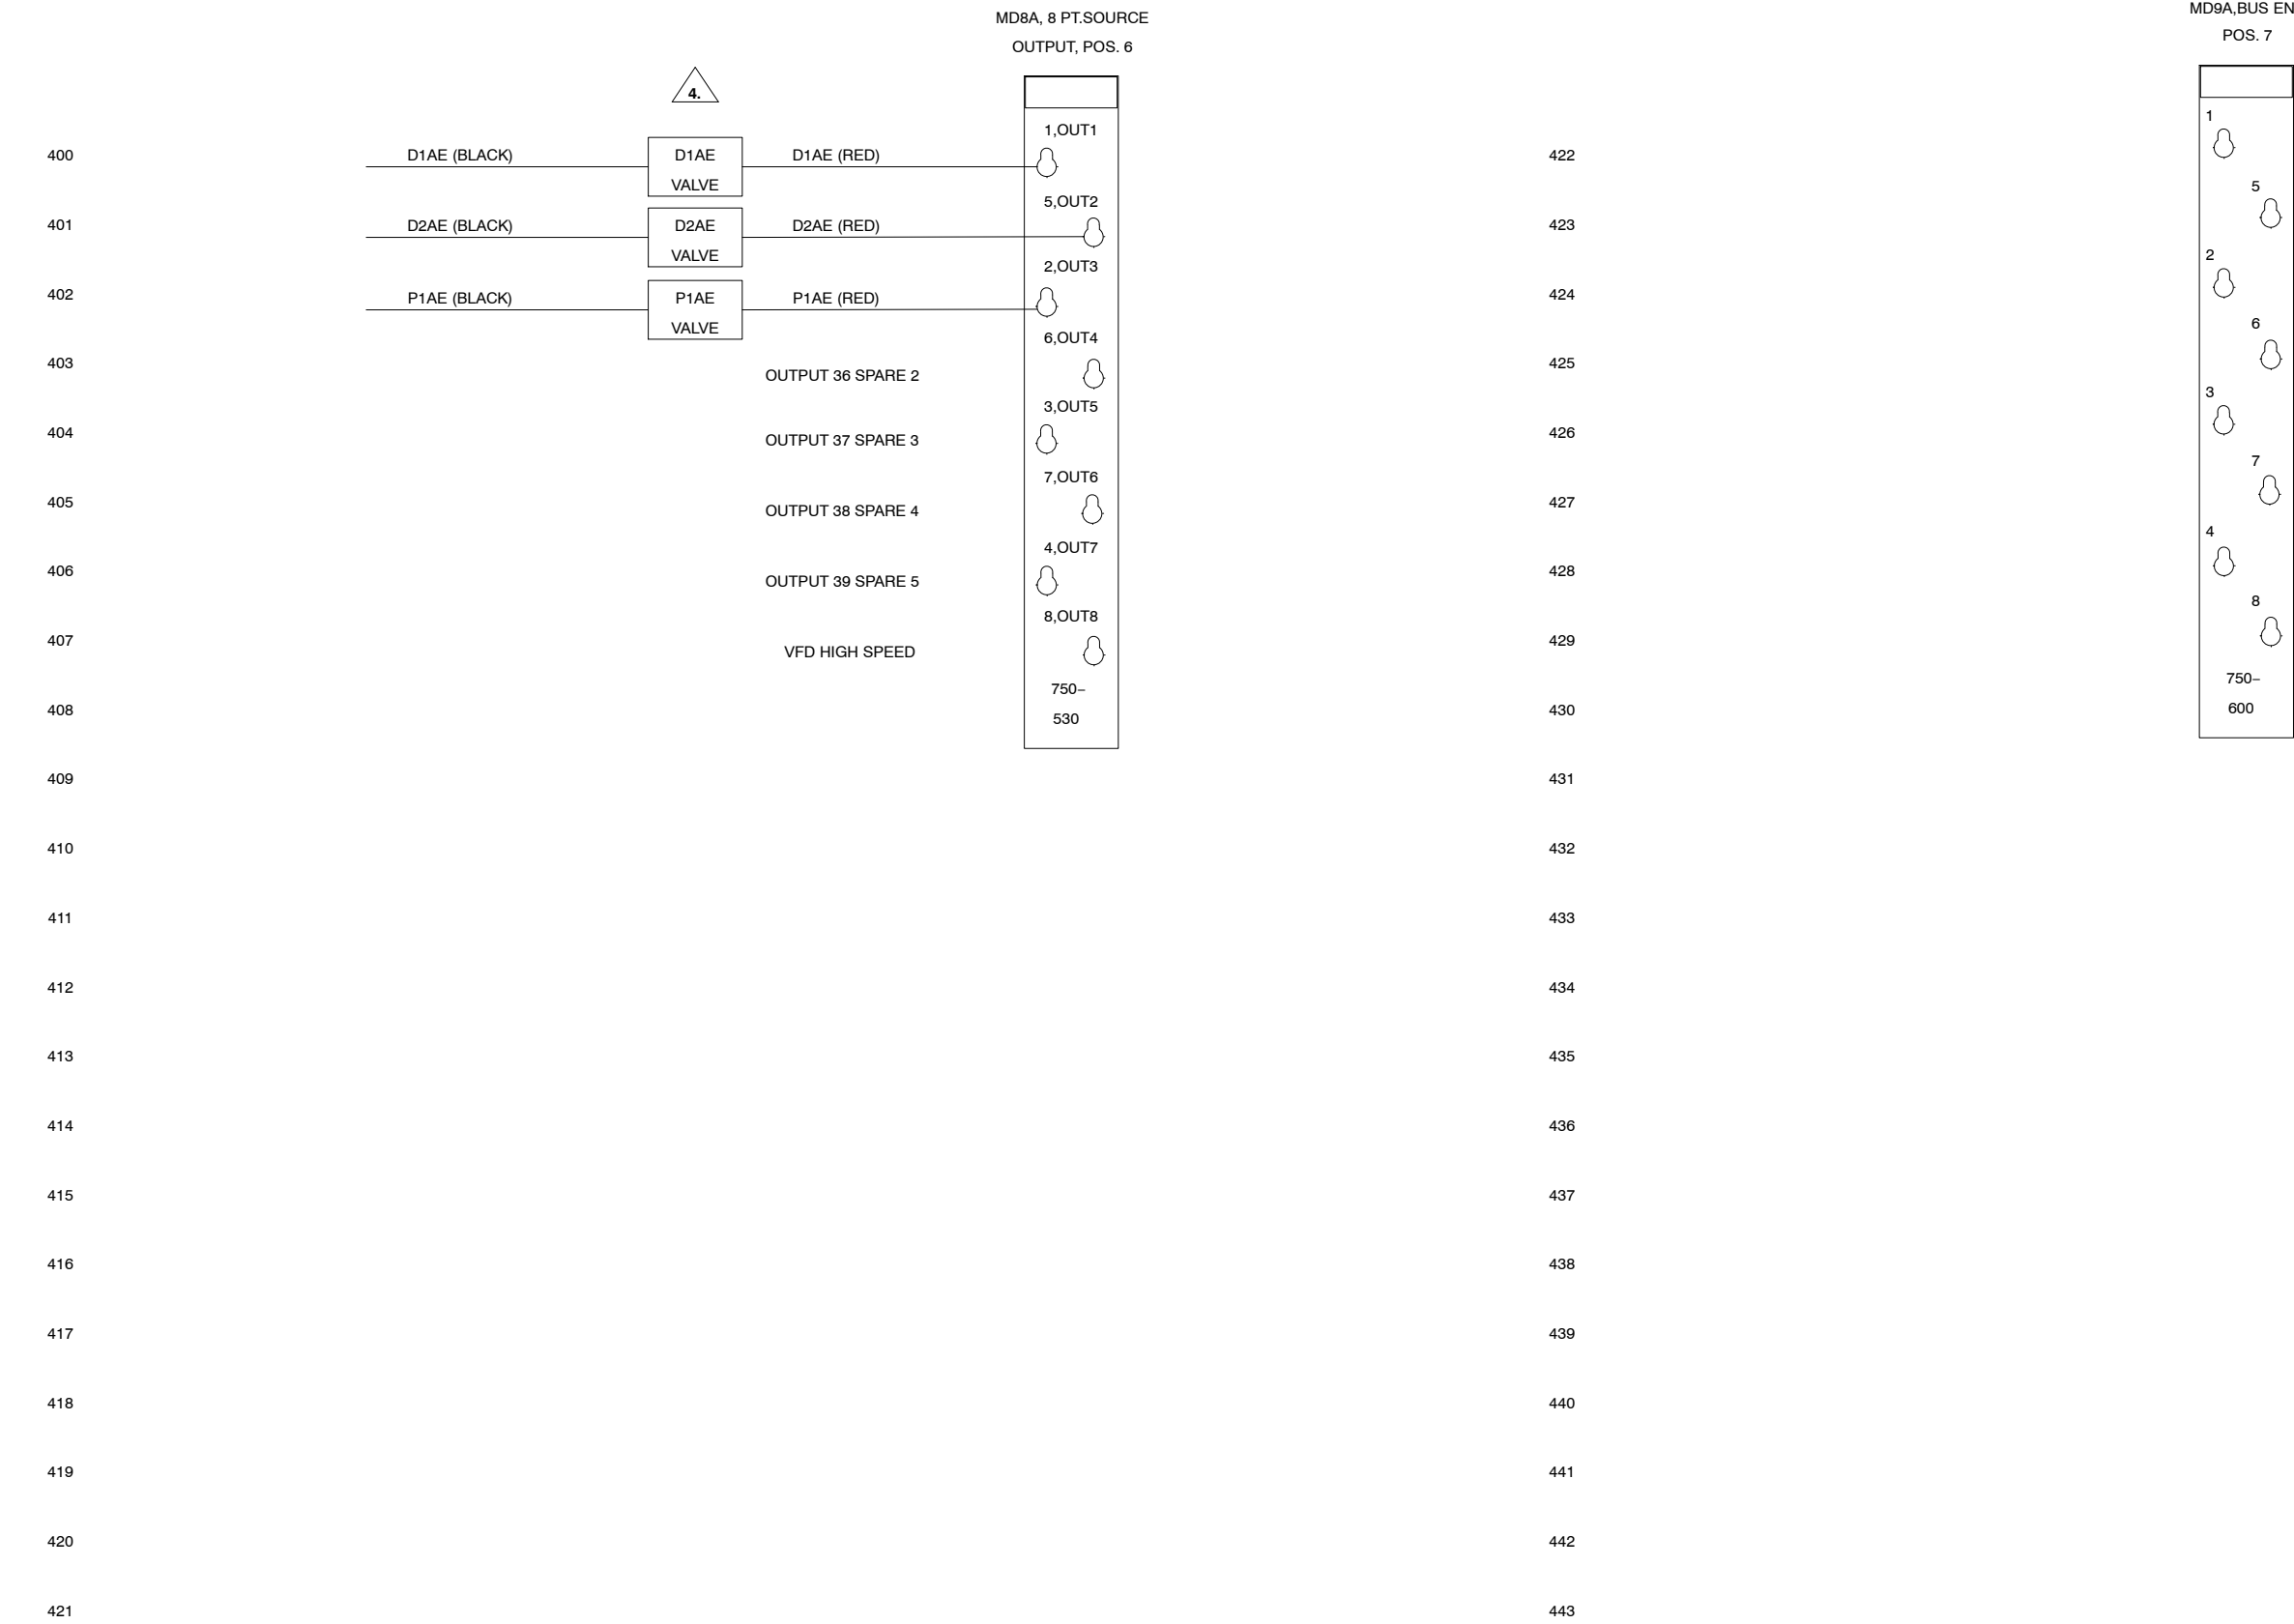 MD8A, 8 PT.SOURCE
OUTPUT, POS. 6
4.
1,OUT1
400
D1AE (BLACK)
D1AE
VALVE
D1AE (RED)
5,OUT2
401
D2AE (BLACK)
D2AE
VALVE
D2AE (RED)
2,OUT3
402
P1AE (BLACK)
P1AE
VALVE
P1AE (RED)
6,OUT4
403
OUTPUT 36 SPARE 2
3,OUT5
404
OUTPUT 37 SPARE 3
7,OUT6
405
OUTPUT 38 SPARE 4
4,OUT7
406
OUTPUT 39 SPARE 5
8,OUT8
407
VFD HIGH SPEED
750–
408
530
409
410
411
412
413
414
415
416
417
418
419
420
421
MD9A,BUS EN
POS. 7
1
422
5
423
2
424
6
425
3
426
7
427
4
428
8
429
750–
430
600
431
432
433
434
435
436
437
438
439
440
441
442
443